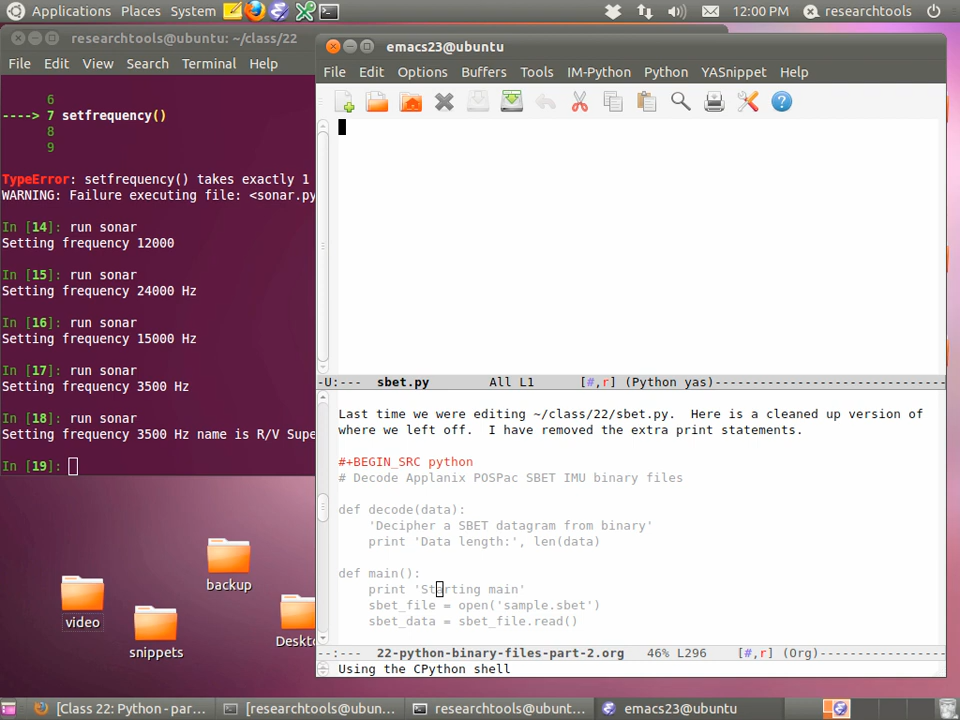 Applications Places System
12:00 PM researchtools
researchtools@ubuntu: ~/class/22
File Edit View Search Terminal Help
6
----> 7 setfrequency()
8
9
TypeError: setfrequency() takes exactly 1
WARNING: Failure executing file: <sonar.py
In [14]: run sonar
Setting frequency 12000
In [15]: run sonar
Setting frequency 24000 Hz
In [16]: run sonar
Setting frequency 15000 Hz
In [17]: run sonar
Setting frequency 3500 Hz
In [18]: run sonar
Setting frequency 3500 Hz name is R/V Supe
In [19]:
emacs23@ubuntu
File Edit Options Buffers Tools IM-Python Python YASnippet Help
-U:--- sbet.py All L1 [#,r] (Python yas)-------------------------------
Last time we were editing ~/class/22/sbet.py. Here is a cleaned up version of
where we left off. I have removed the extra print statements.
#+BEGIN_SRC python
# Decode Applanix POSPac SBET IMU binary files
def decode(data):
'Decipher a SBET datagram from binary'
print 'Data length:', len(data)
def main():
print 'Starting main'
sbet_file = open('sample.sbet')
sbet_data = sbet_file.read()
--:--- 22-python-binary-files-part-2.org 46% L296 [#,r] (Org)-----------------
Using the CPython shell
backup
video
snippets
Deskto
[Class 22: Python - par... [researchtools@ubun... researchtools@ubunt... emacs23@ubuntu